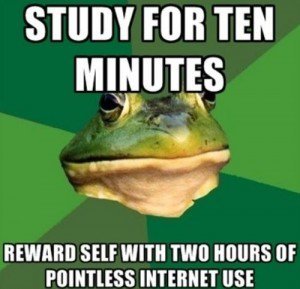 STUDY FOR TEN
MINUTES
REWARD SELF WITH TWO HOURS OF
POINTLESS INTERNET USE